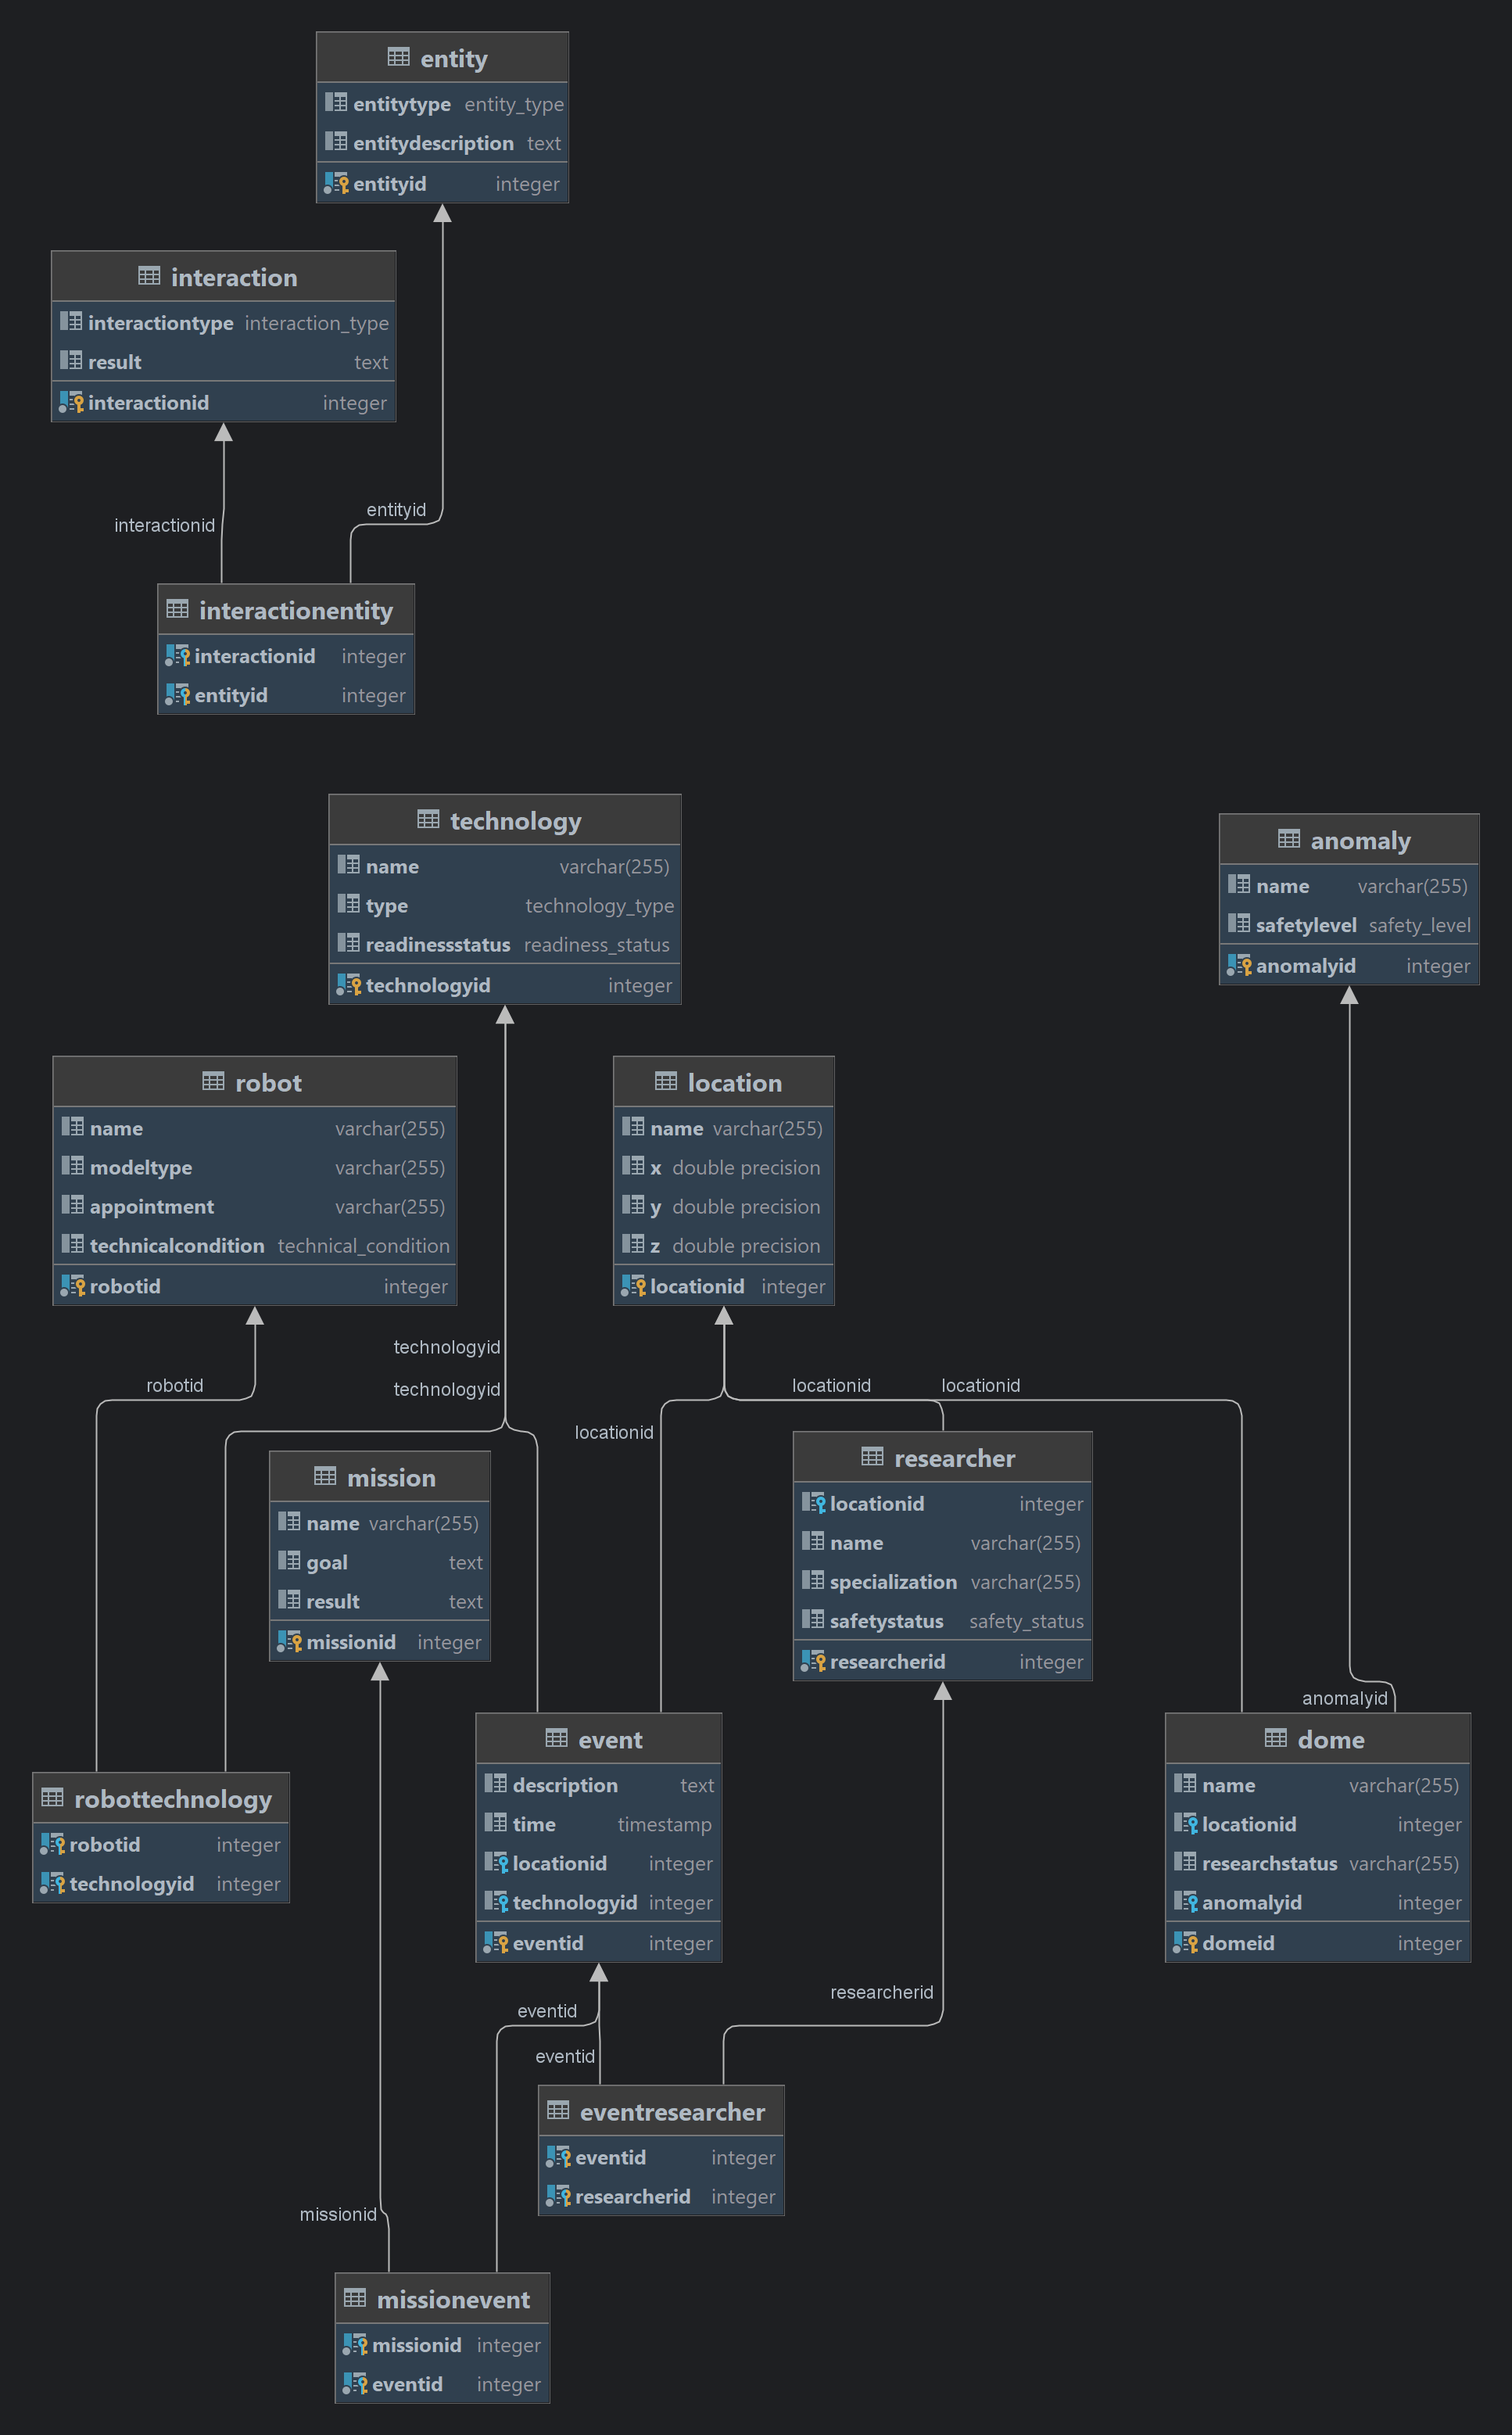 entity
entitytype entity_type
entitydescription text
entityid integer
interaction
interactiontype interaction_type
result text
interactionid integer
entityid
interactionid
interactionentity
interactionid integer
entityid integer
technology
name varchar(255)
type technology_type
readinessstatus readiness_status
technologyid integer
anomaly
name varchar(255)
safetylevel safety_level
anomalyid integer
robot
name varchar(255)
modeltype varchar(255)
appointment varchar(255)
technicalcondition technical_condition
robotid integer
location
name varchar(255)
x double precision
y double precision
z double precision
locationid integer
technologyid
robotid
technologyid
locationid
locationid
locationid
mission
name varchar(255)
goal text
result text
missionid integer
researcher
locationid integer
name varchar(255)
specialization varchar(255)
safetystatus safety_status
researcherid integer
anomalyid
robottechnology
robotid integer
technologyid integer
event
description text
time timestamp
locationid integer
technologyid integer
eventid integer
dome
name varchar(255)
locationid integer
researchstatus varchar(255)
anomalyid integer
domeid integer
researcherid
eventid
eventid
eventresearcher
eventid integer
researcherid integer
missionid
missionevent
missionid integer
eventid integer